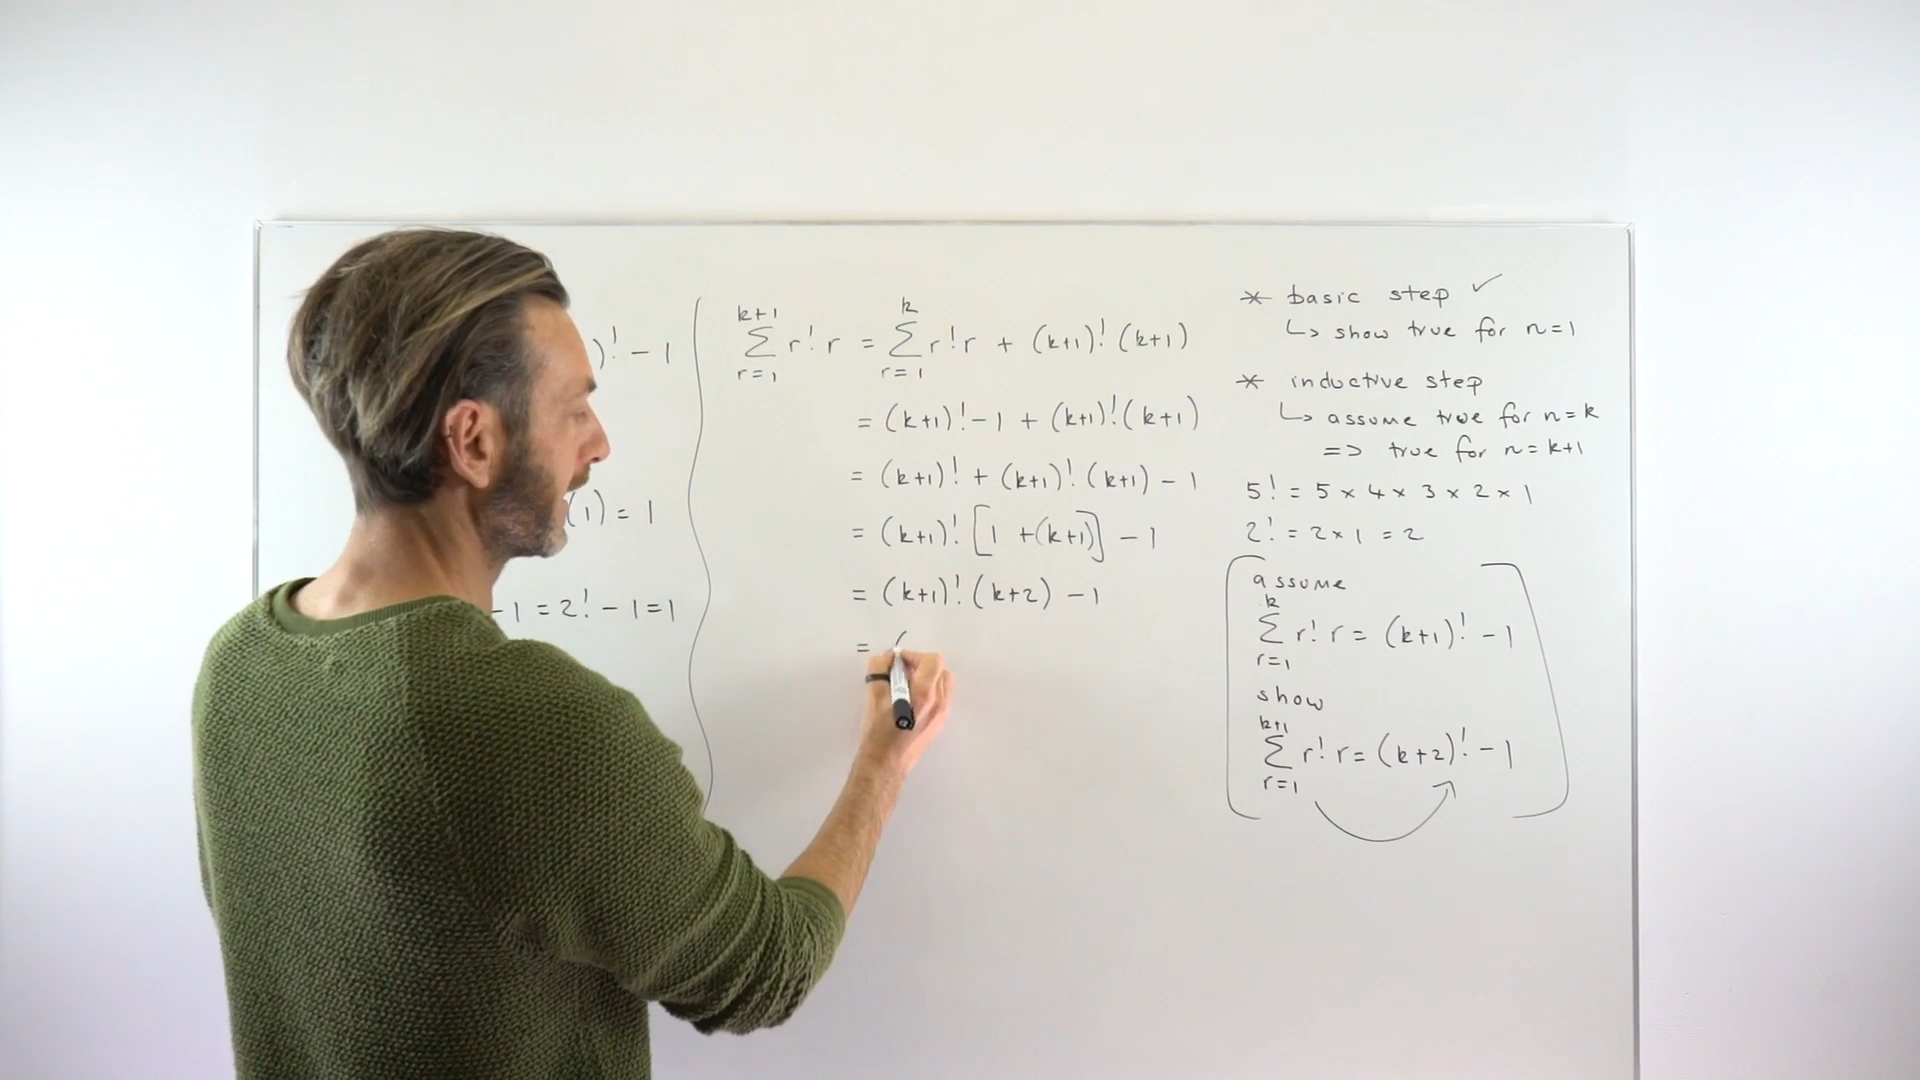 )! - 1
(1) = 1
-1 = 2! - 1 = 1
k+1
∑ r! r = ∑ r! r + (k+1)! (k+1)
r=1
k
r=1
= (k+1)! - 1 + (k+1)! (k+1)
= (k+1)! + (k+1)! (k+1) - 1
= (k+1)! [1 + (k+1)] - 1
= (k+1)! (k+2) - 1
= (
* basic step ✓
↳ show true for n=1
* inductive step
↳ assume true for n=k
=> true for n=k+1
5! = 5 × 4 × 3 × 2 × 1
2! = 2 × 1 = 2
assume
k
∑ r! r = (k+1)! - 1
r=1
show
k+1
∑ r! r = (k+2)! - 1
r=1